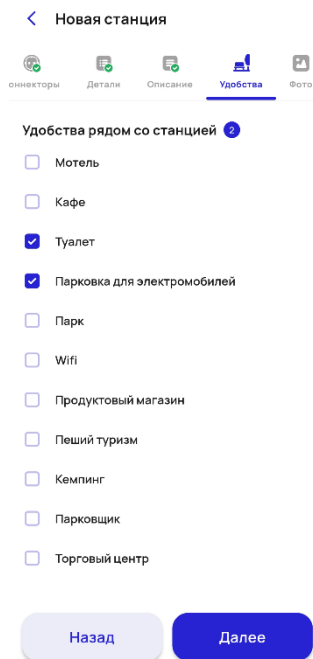 Новая станция
оннекторы Детали Описание Удобства Фото
Удобства рядом со станцией 2
Мотель
Кафе
Туалет
Парковка для электромобилей
Парк
Wifi
Продуктовый магазин
Пеший туризм
Кемпинг
Парковщик
Торговый центр
Назад Далее